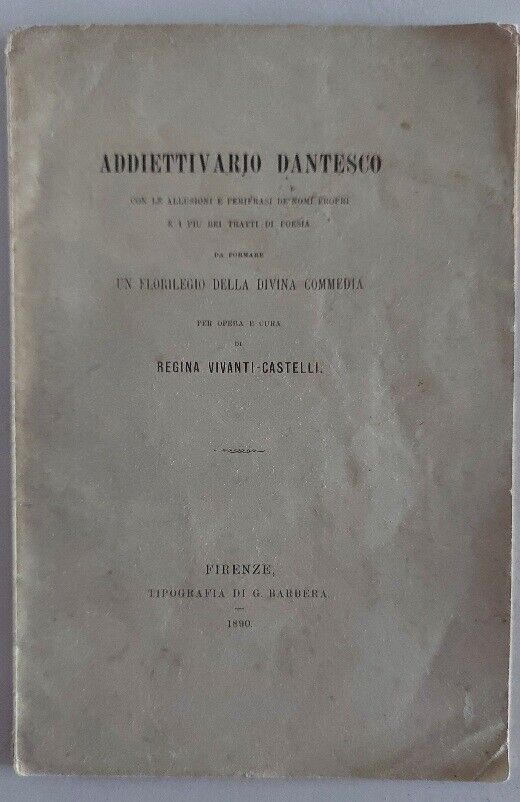 ADDIETTIVARIO DANTESCO
CON LE ALLUSIONI E PERIFRASI DE' NOMI PROPRI
E I PIÙ BEI TRATTI DI POESIA
DA FORMARE
UN FLORILEGIO DELLA DIVINA COMMEDIA
PER OPERA E CURA
DI
REGINA VIVANTI-CASTELLI.
FIRENZE,
TIPOGRAFIA DI G. BARBÈRA
1890.